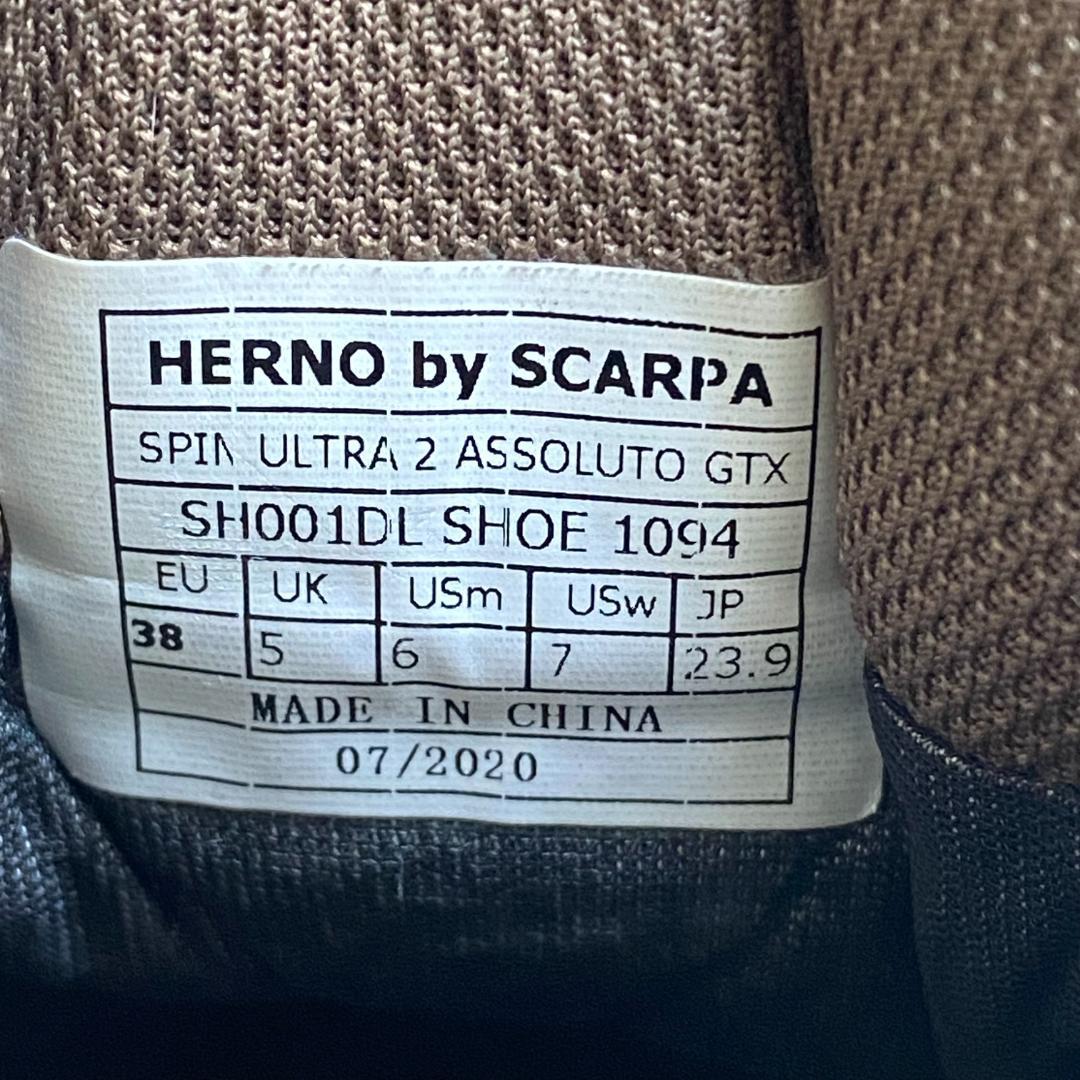 HERNO by SCARPA
SPIN ULTRA 2 ASSOLUTO GTX
SH001DL SHOE 1094
EU UK USm USw JP
38 5 6 7 23.9
MADE IN CHINA
07/2020